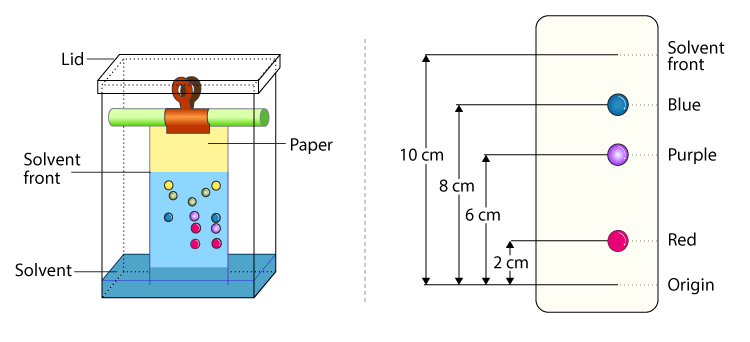 Lid
Paper
Solvent
front
Solvent
Solvent
front
Blue
Purple
Red
Origin
10 cm
8 cm
6 cm
2 cm